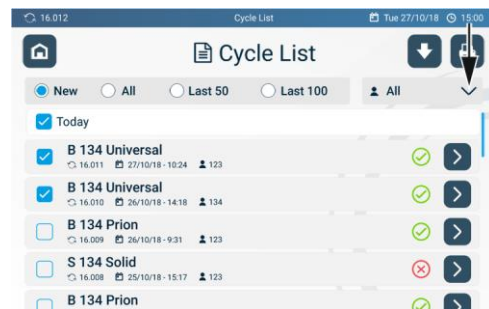 16.012 Cycle List Tue 27/10/18 15:00
Cycle List
New All Last 50 Last 100 All
Today
B 134 Universal
16.011 27/10/18 - 10:24 123
B 134 Universal
16.010 26/10/18 - 14:18 134
B 134 Prion
16.009 26/10/18 - 9:31 123
S 134 Solid
16.008 25/10/18 - 15:17 123
B 134 Prion